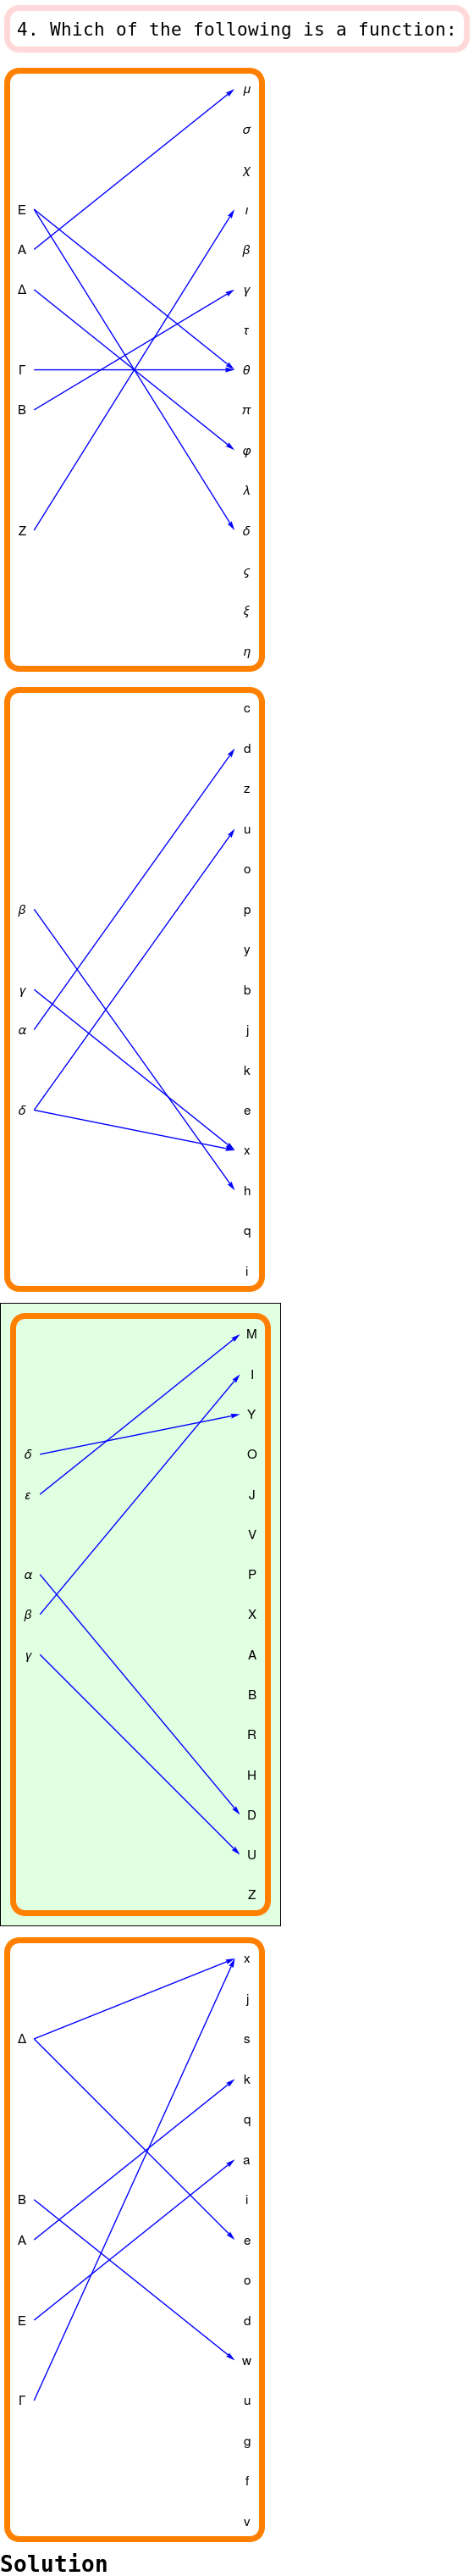 4. Which of the following is a function:
μ
σ
χ
Ε ι
Α β
Δ γ
τ
Γ θ
Β π
φ
λ
Ζ δ
ς
ξ
η
c
d
z
u
o
β p
y
γ b
α j
k
δ e
x
h
q
i
M
I
Y
δ O
ε J
V
α P
β X
γ A
B
R
H
D
U
Z
x
j
Δ s
k
q
a
Β i
Α e
o
Ε d
w
Γ u
g
f
v
Solution